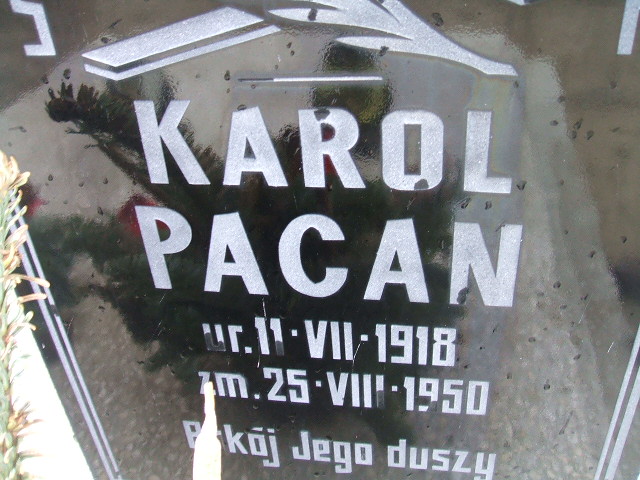 KAROL
PACAN
ur. 11 · VII · 1918
zm. 25 · VIII · 1950
Jego duszy